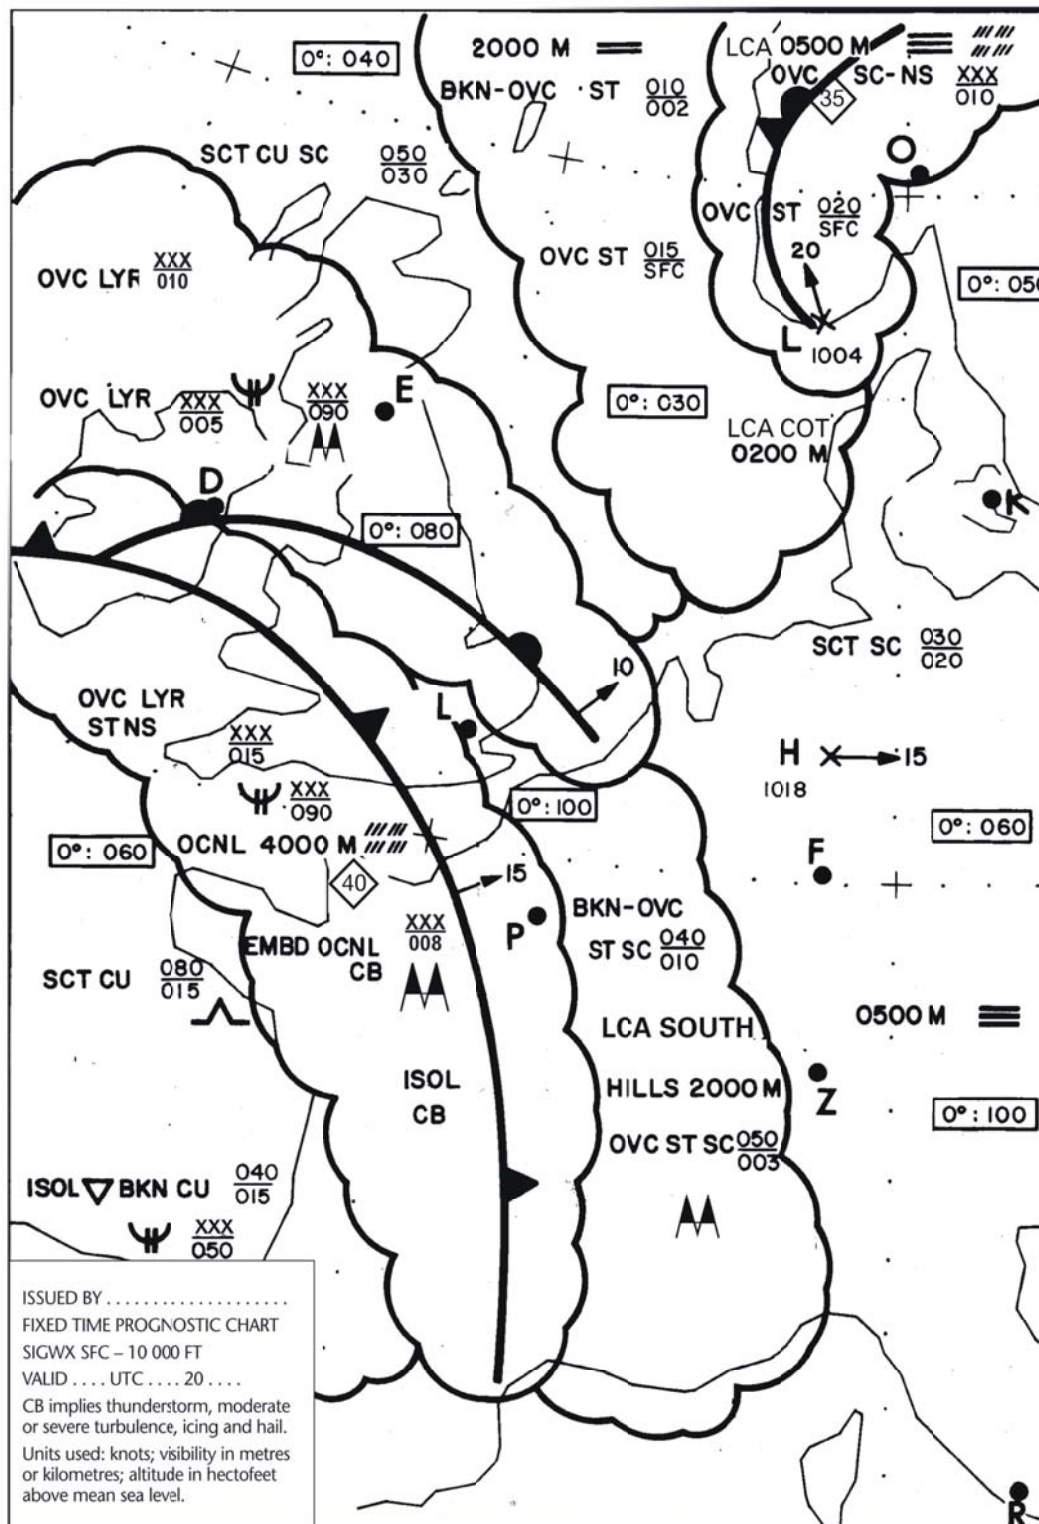 0°: 040
2000 M
BKN-OVC ST 010
002
LCA 0500 M
OVC SC-NS XXX
010
35
SCT CU SC 050
030
O
OVC ST 020
SFC
20
OVC LYR XXX
010
OVC ST 015
SFC
0°: 050
L 1004
OVC LYR XXX
005
XXX
090
E
0°: 030
LCA COT
0200 M
D
K
0°: 080
SCT SC 030
020
10
OVC LYR
ST NS
XXX
015
L
H
1018
15
XXX
090
0°: 100
0°: 060
OCNL 4000 M
0°: 060
F
40
15
BKN-OVC
ST SC 040
010
P
EMBD OCNL
CB
XXX
008
SCT CU 080
015
LCA SOUTH
0500 M
ISOL
CB
HILLS 2000 M
Z
0°: 100
OVC ST SC 050
003
ISOL BKN CU 040
015
XXX
050
ISSUED BY . . . . . . . . . . . . . . . . . . . .
FIXED TIME PROGNOSTIC CHART
SIGWX SFC – 10 000 FT
VALID . . . . UTC . . . . 20 . . . .
CB implies thunderstorm, moderate
or severe turbulence, icing and hail.
Units used: knots; visibility in metres
or kilometres; altitude in hectofeet
above mean sea level.
R